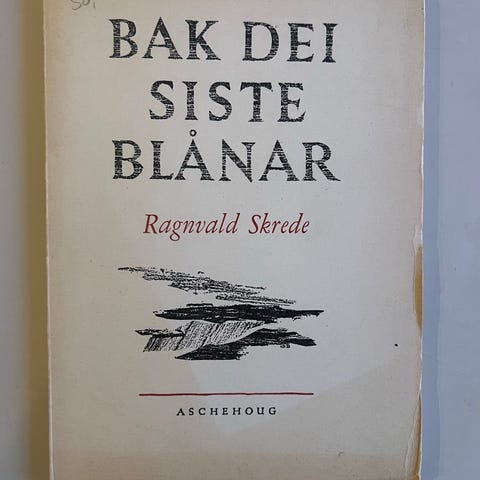 BAK DEI
SISTE
BLÅNAR
Ragnvald Skrede
ASCHEHOUG